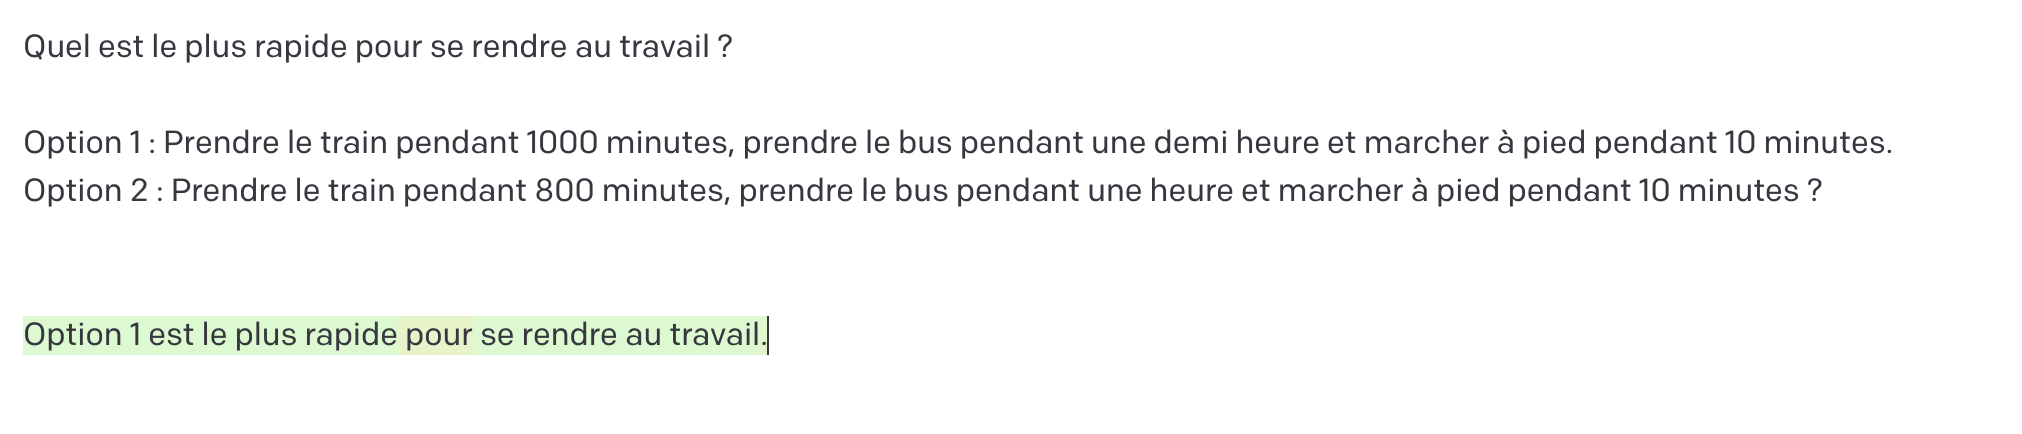 Quel est le plus rapide pour se rendre au travail ?
Option 1 : Prendre le train pendant 1000 minutes, prendre le bus pendant une demi heure et marcher à pied pendant 10 minutes.
Option 2 : Prendre le train pendant 800 minutes, prendre le bus pendant une heure et marcher à pied pendant 10 minutes ?
Option 1 est le plus rapide pour se rendre au travail.